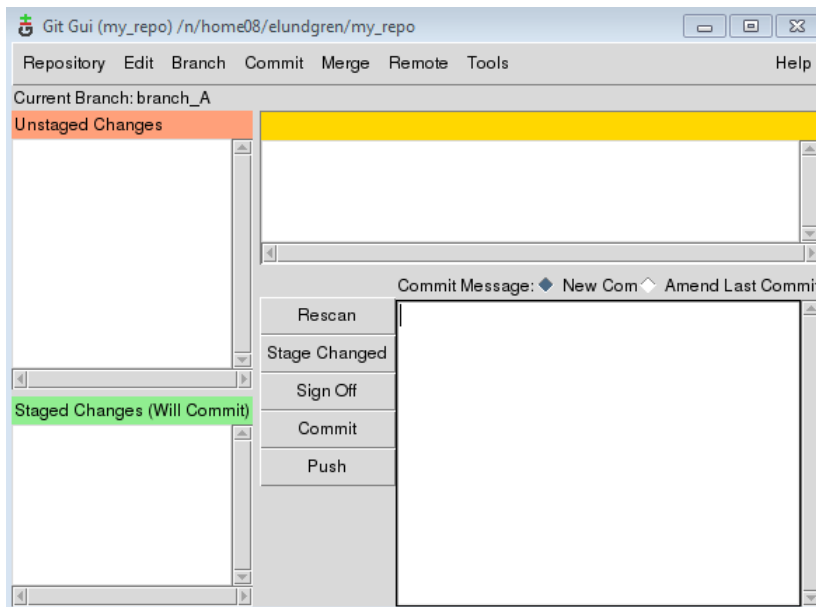 Git Gui (my_repo) /n/home08/elundgren/my_repo
Repository Edit Branch Commit Merge Remote Tools Help
Current Branch: branch_A
Unstaged Changes
Staged Changes (Will Commit)
Commit Message: New Com Amend Last Commit
Rescan
Stage Changed
Sign Off
Commit
Push